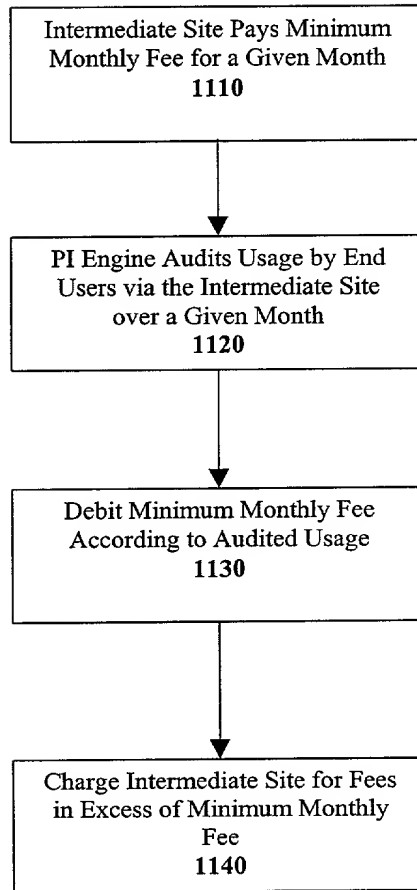 Intermediate Site Pays Minimum
Monthly Fee for a Given Month
1110
PI Engine Audits Usage by End
Users via the Intermediate Site
over a Given Month
1120
Debit Minimum Monthly Fee
According to Audited Usage
1130
Charge Intermediate Site for Fees
in Excess of Minimum Monthly
Fee
1140